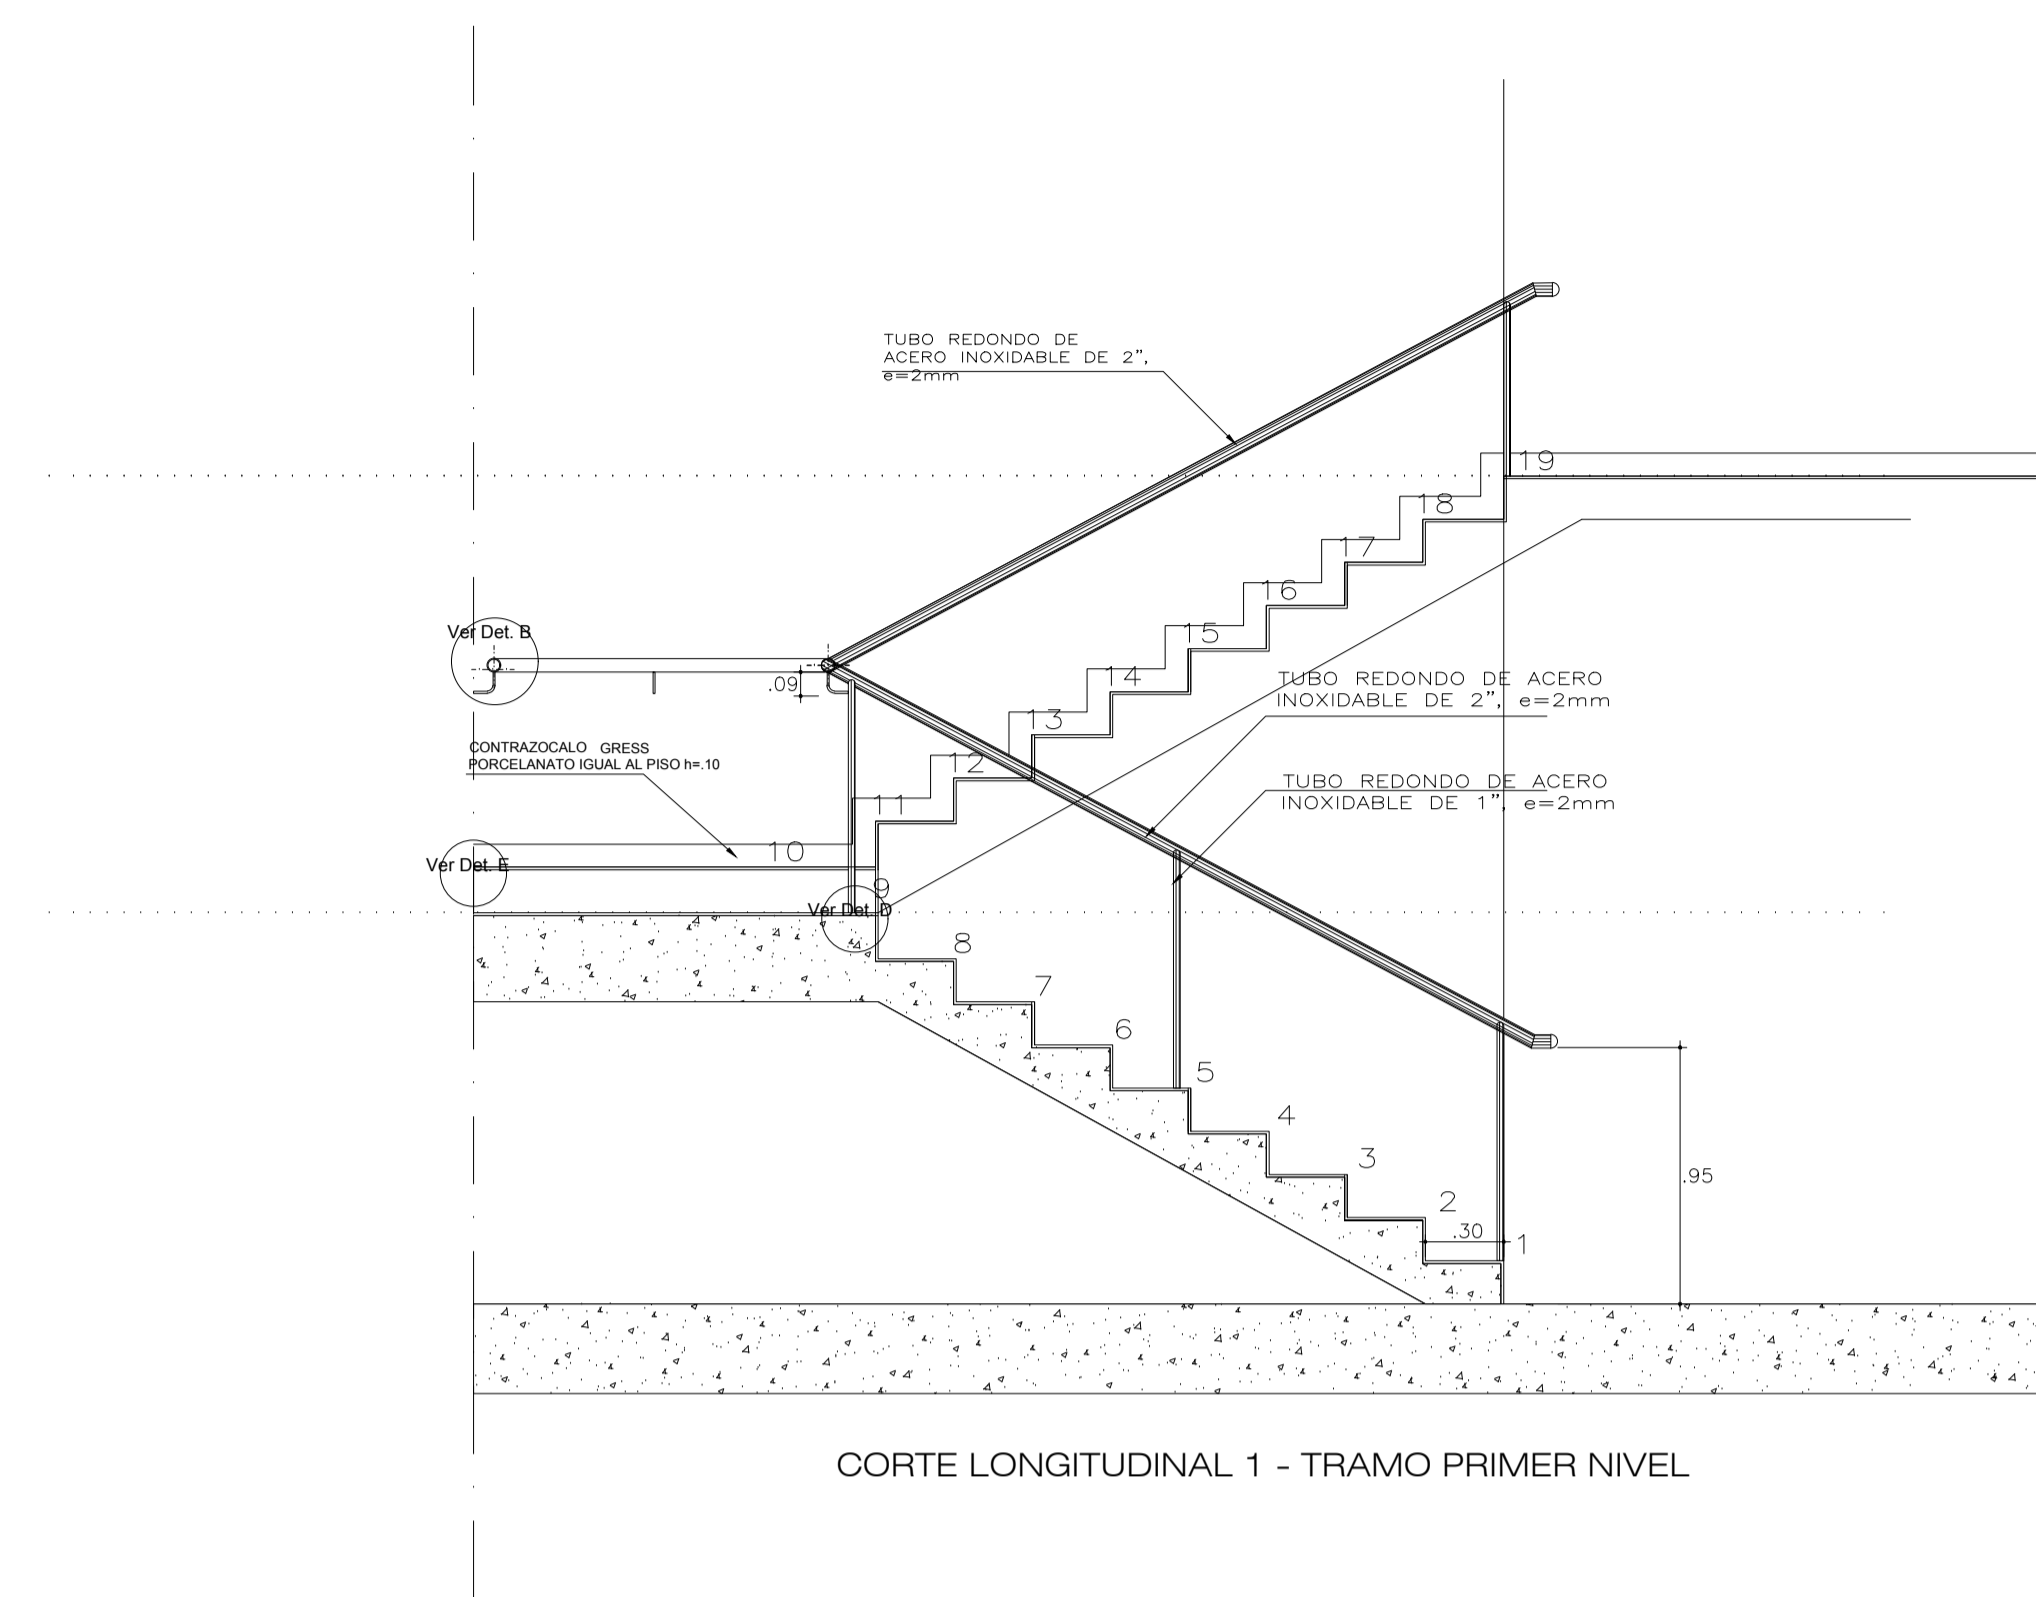 TUBO REDONDO DE
ACERO INOXIDABLE DE 2”,
e=2mm
19
18
17
16
15
14
13
12
11
10
9
8
7
6
5
4
3
2
1
Ver Det. B
.09
TUBO REDONDO DE ACERO
INOXIDABLE DE 2”, e=2mm
CONTRAZOCALO GRESS
PORCELANATO IGUAL AL PISO h=.10
TUBO REDONDO DE ACERO
INOXIDABLE DE 1”, e=2mm
Ver Det. E
Ver Det. D
.95
.30
CORTE LONGITUDINAL 1 - TRAMO PRIMER NIVEL